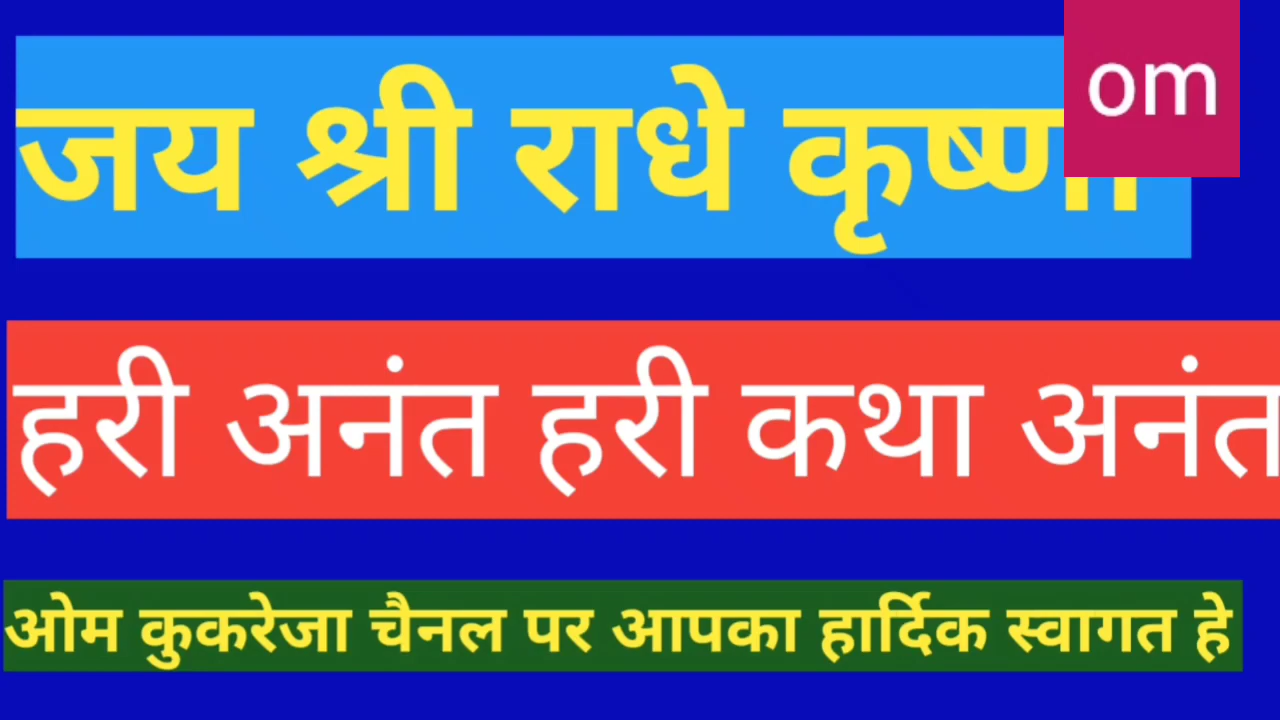 जय श्री राधे कृष्णा
om
हरी अनंत हरी कथा अनंत
ओम कुकरेजा चैनल पर आपका हार्दिक स्वागत हे